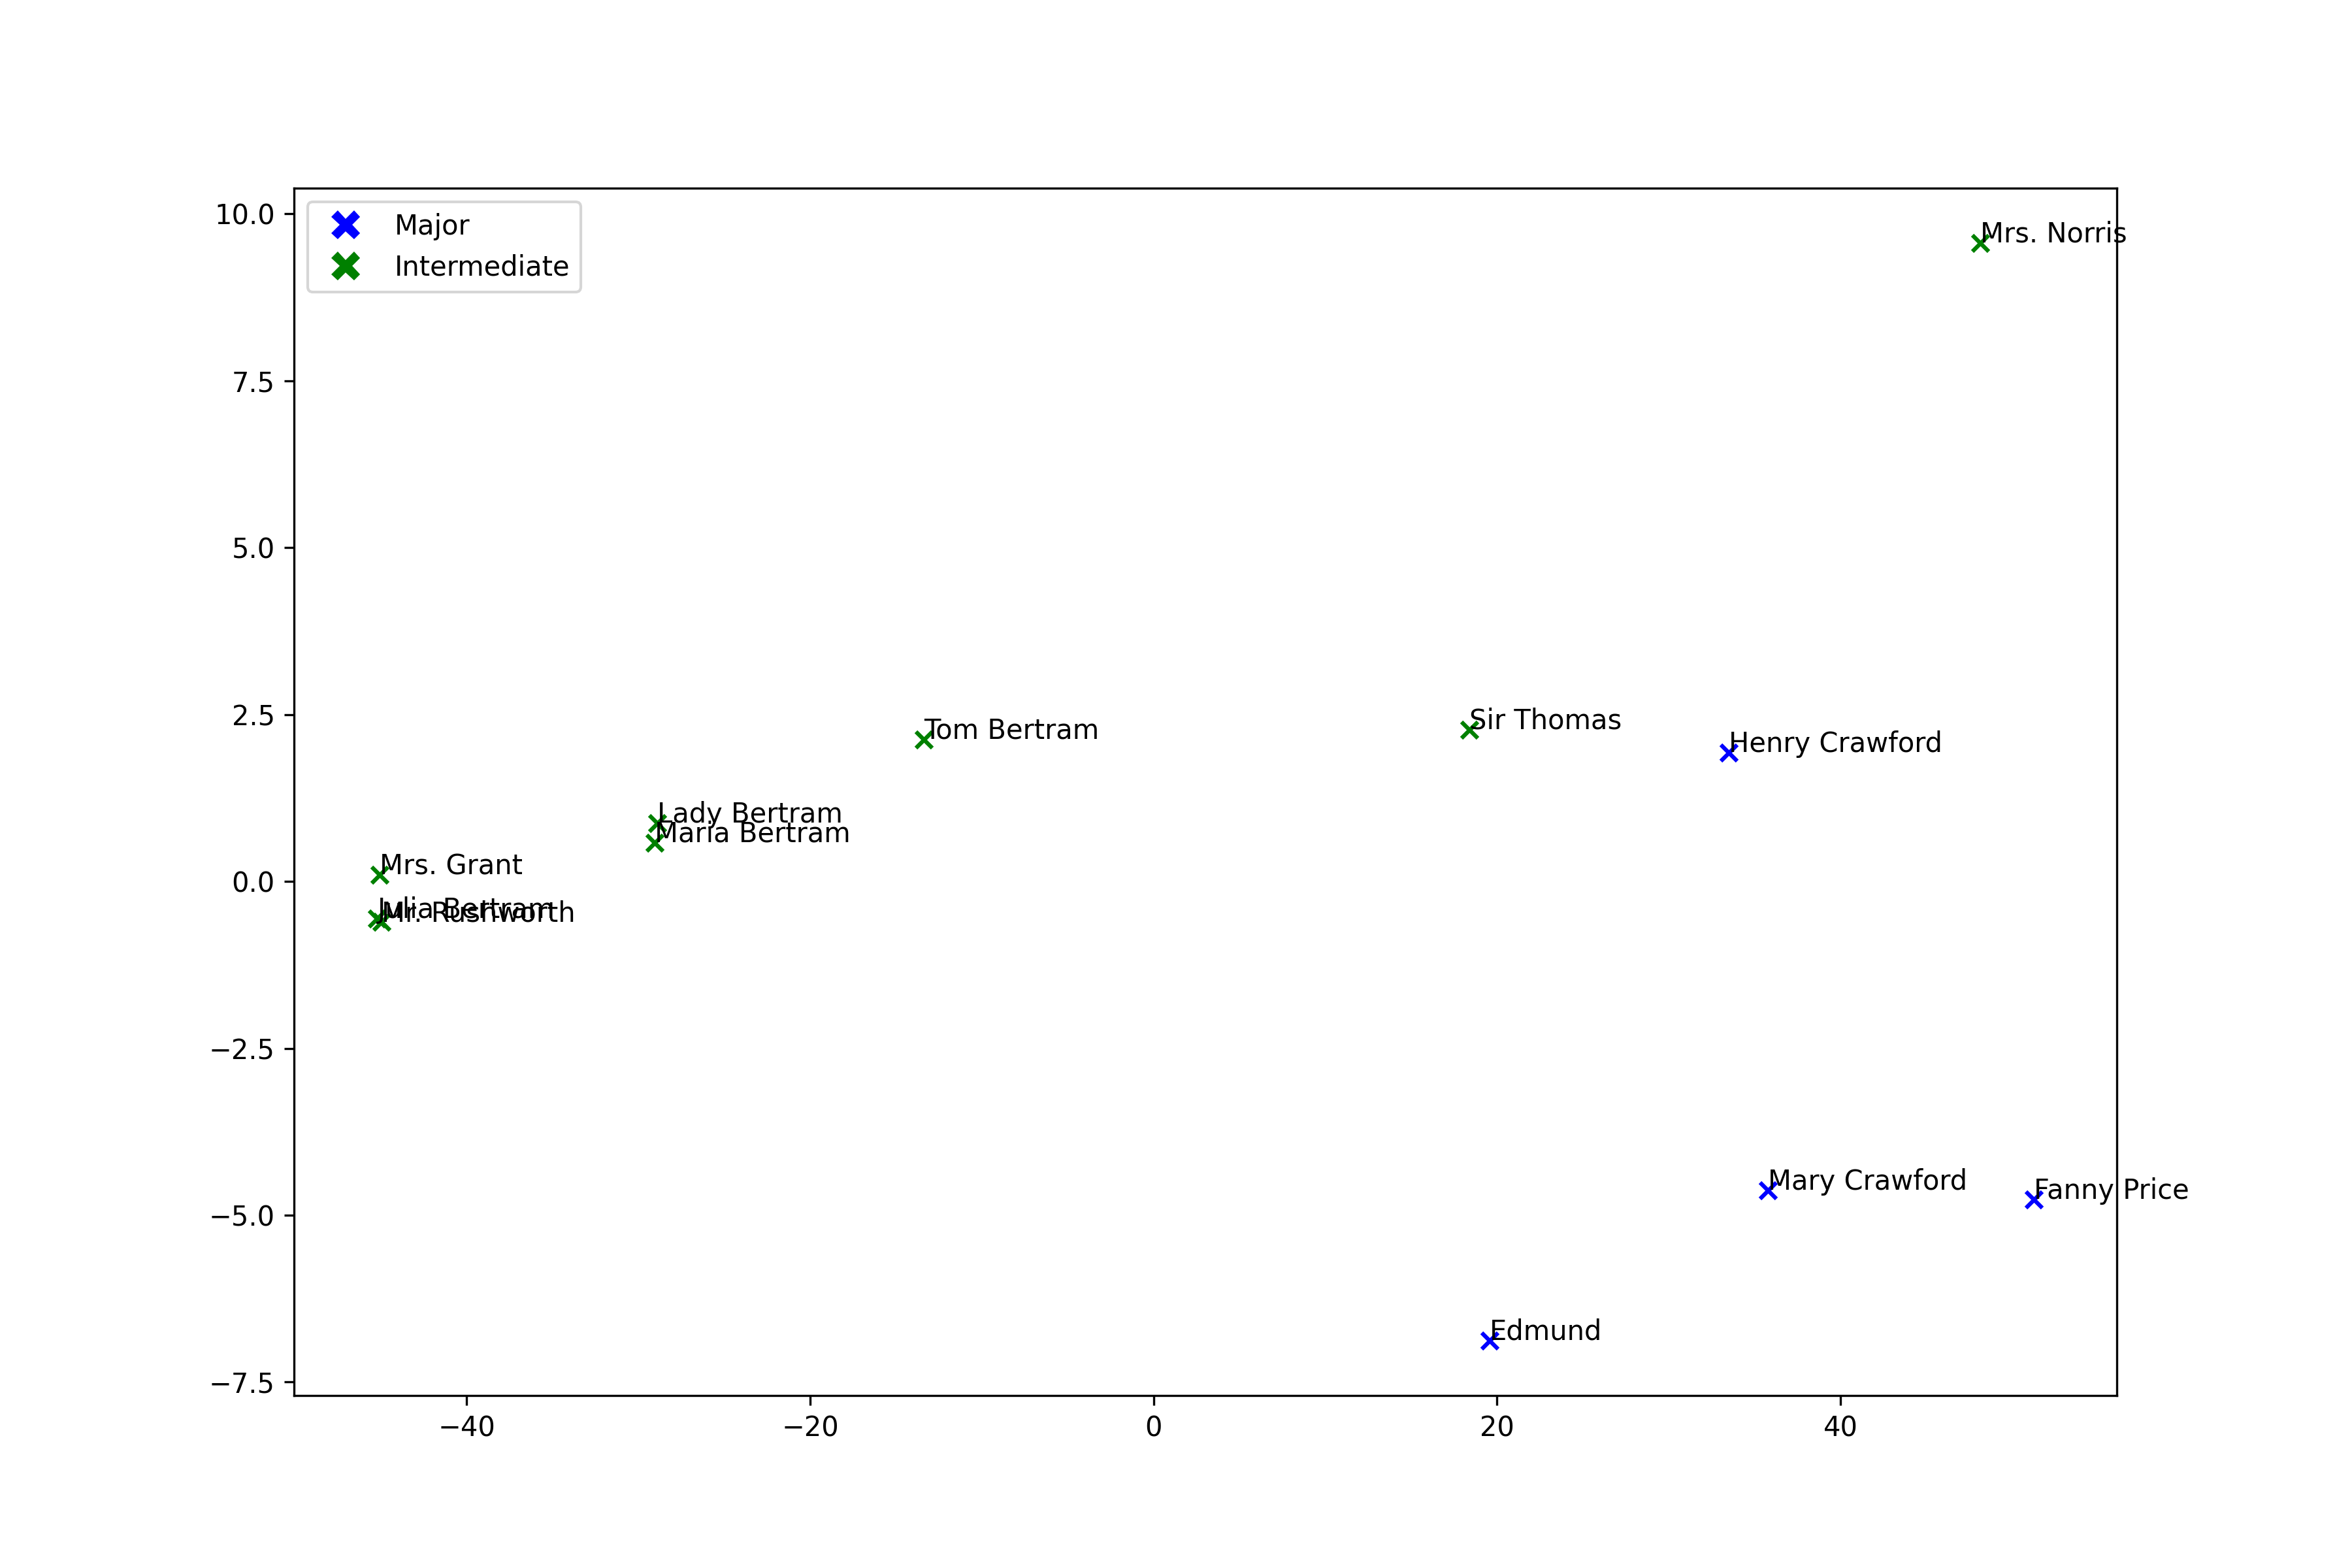 10.0
7.5
5.0
2.5
0.0
−2.5
−5.0
−7.5
Major
Intermediate
Mrs. Norris
Tom Bertram
Sir Thomas
Henry Crawford
Lady Bertram
Maria Bertram
Mrs. Grant
Julia Bertram
Mr. Rushworth
Mary Crawford
Fanny Price
Edmund
−40 −20 0 20 40